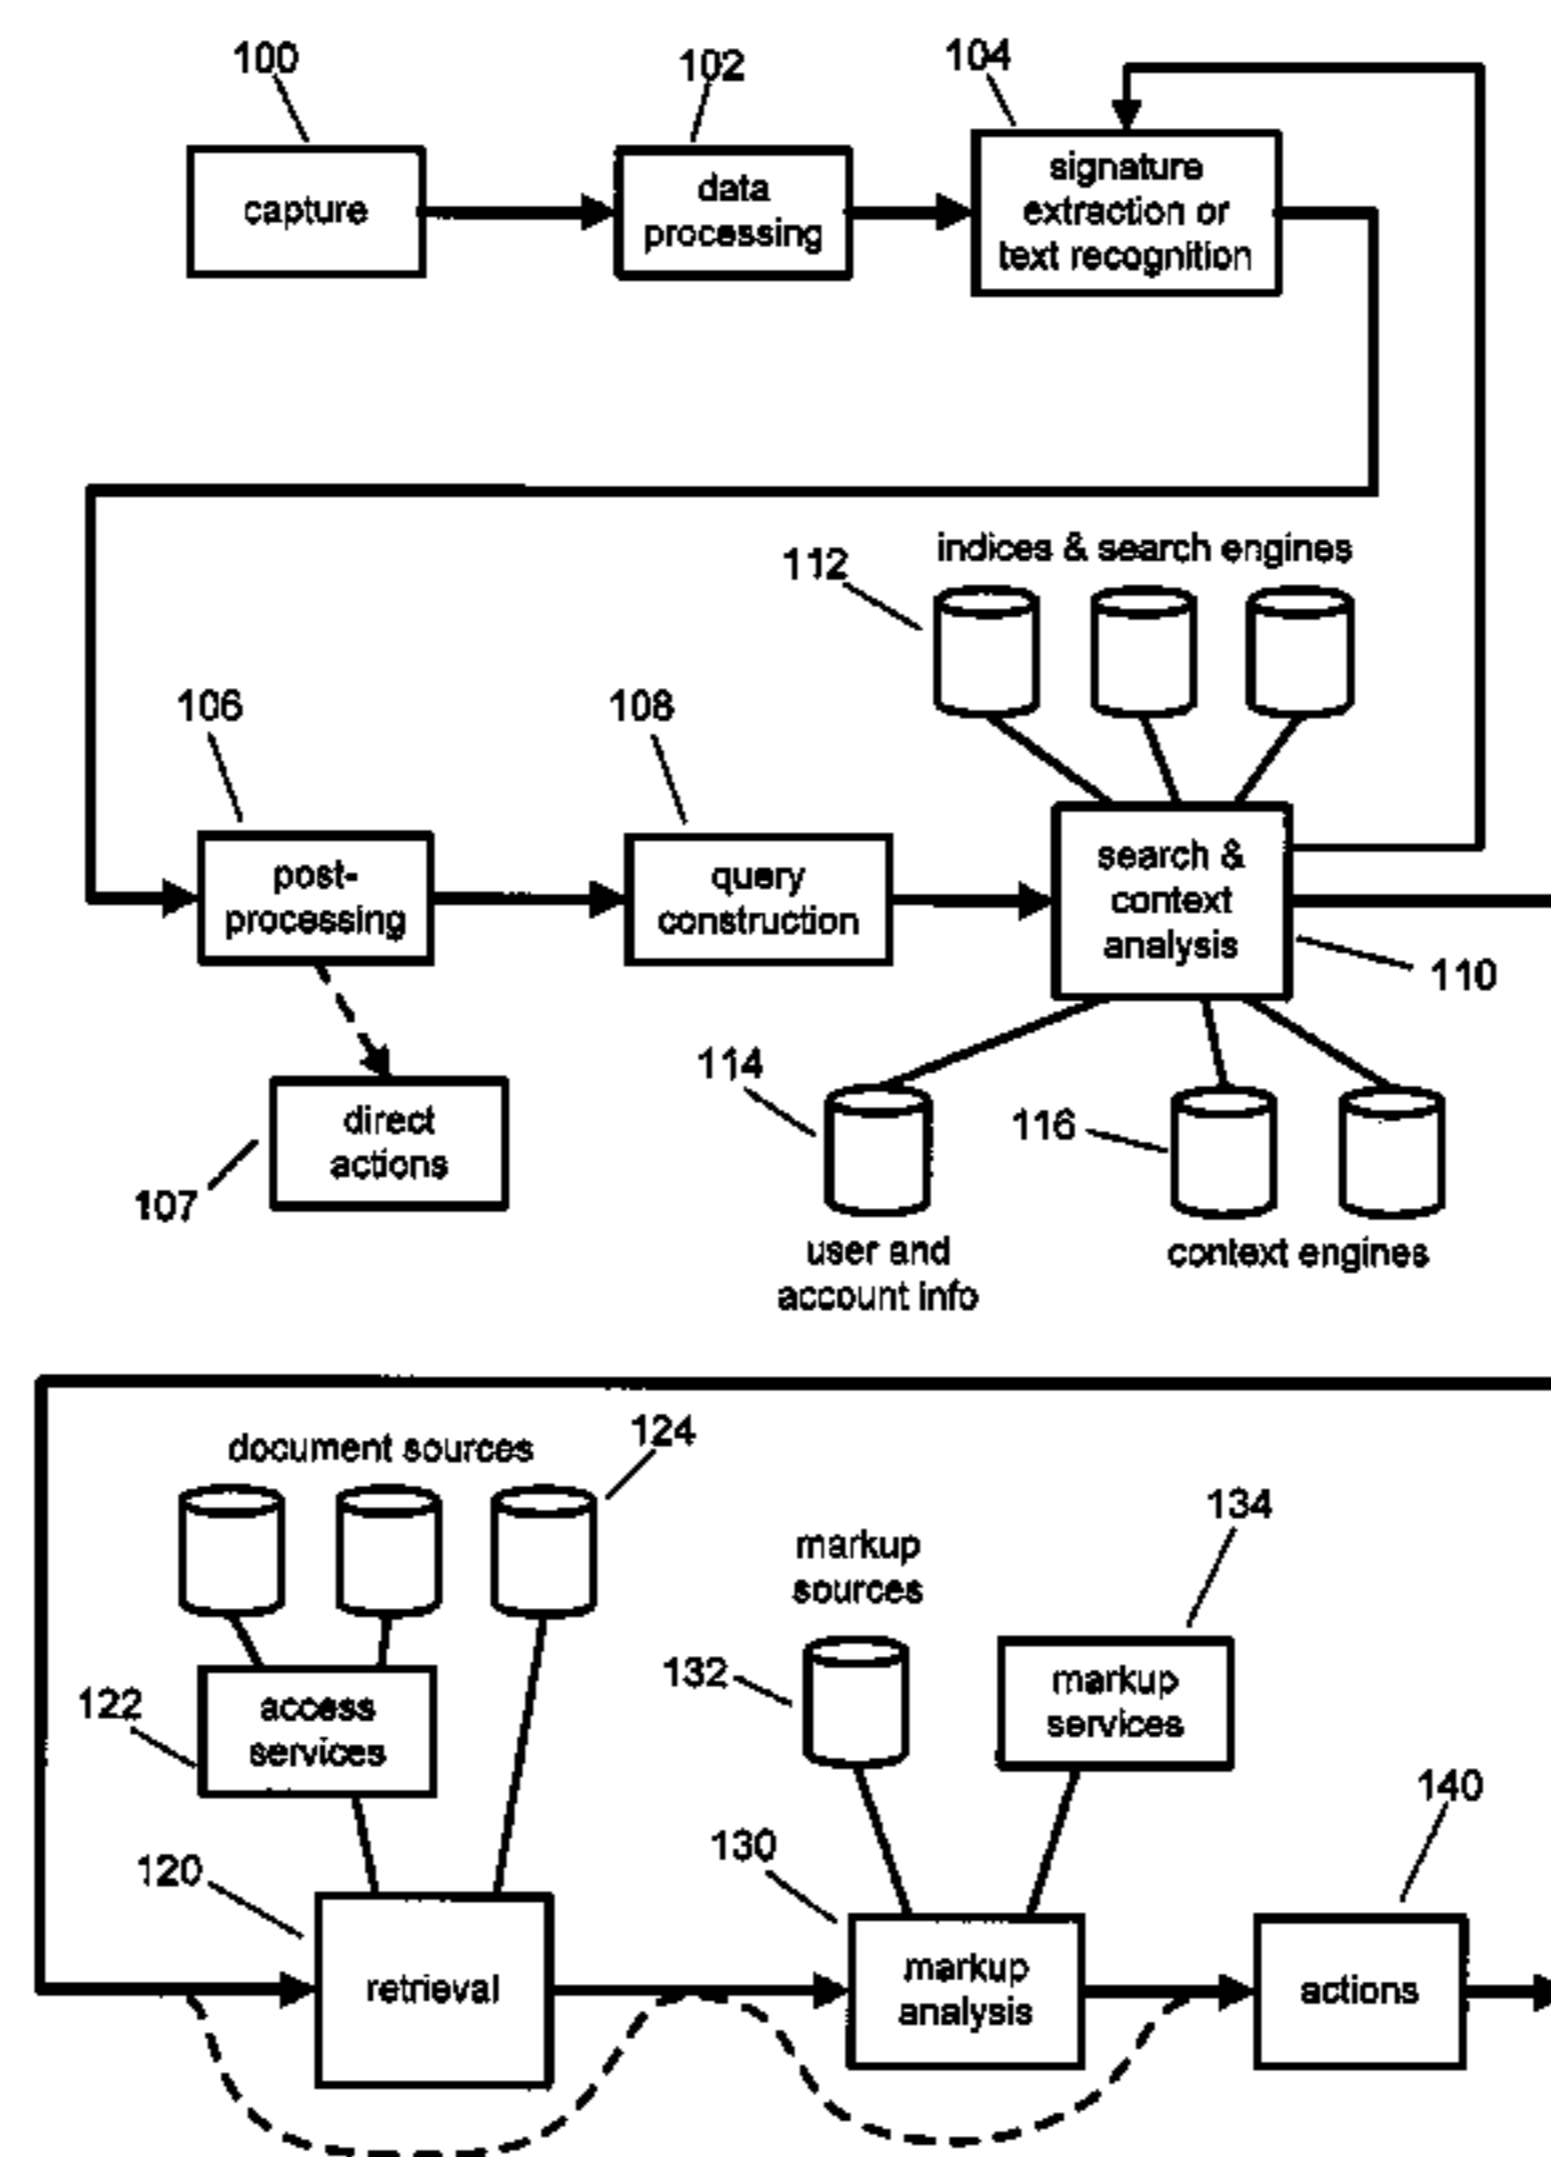 100
102
104
capture
data
processing
signature
extraction or
text recognition
112
indices & search engines
106
108
post-
processing
query
construction
search &
context
analysis
110
114
116
direct
actions
107
user and
account info
context engines
document sources
124
134
markup
sources
132
markup
services
122
access
services
140
130
120
retrieval
markup
analysis
actions